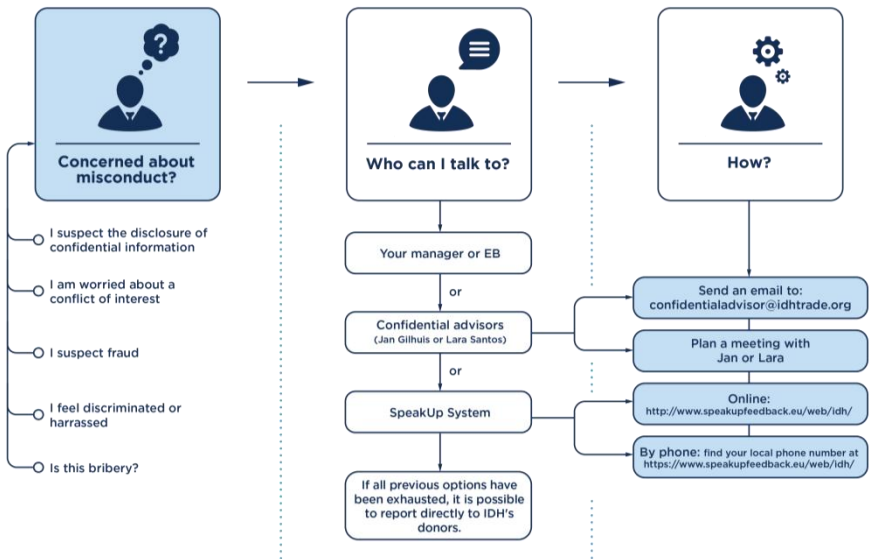 ?
Concerned about
misconduct?
I suspect the disclosure of
confidential information
I am worried about a
conflict of interest
I suspect fraud
I feel discriminated or
harrassed
Is this bribery?
Who can I talk to?
Your manager or EB
or
Confidential advisors
(Jan Gilhuis or Lara Santos)
or
SpeakUp System
If all previous options have
been exhausted, it is possible
to report directly to IDH's
donors.
How?
Send an email to:
confidentialadvisor@idhtrade.org
Plan a meeting with
Jan or Lara
Online:
http://www.speakupfeedback.eu/web/idh/
By phone: find your local phone number at
https://www.speakupfeedback.eu/web/idh/